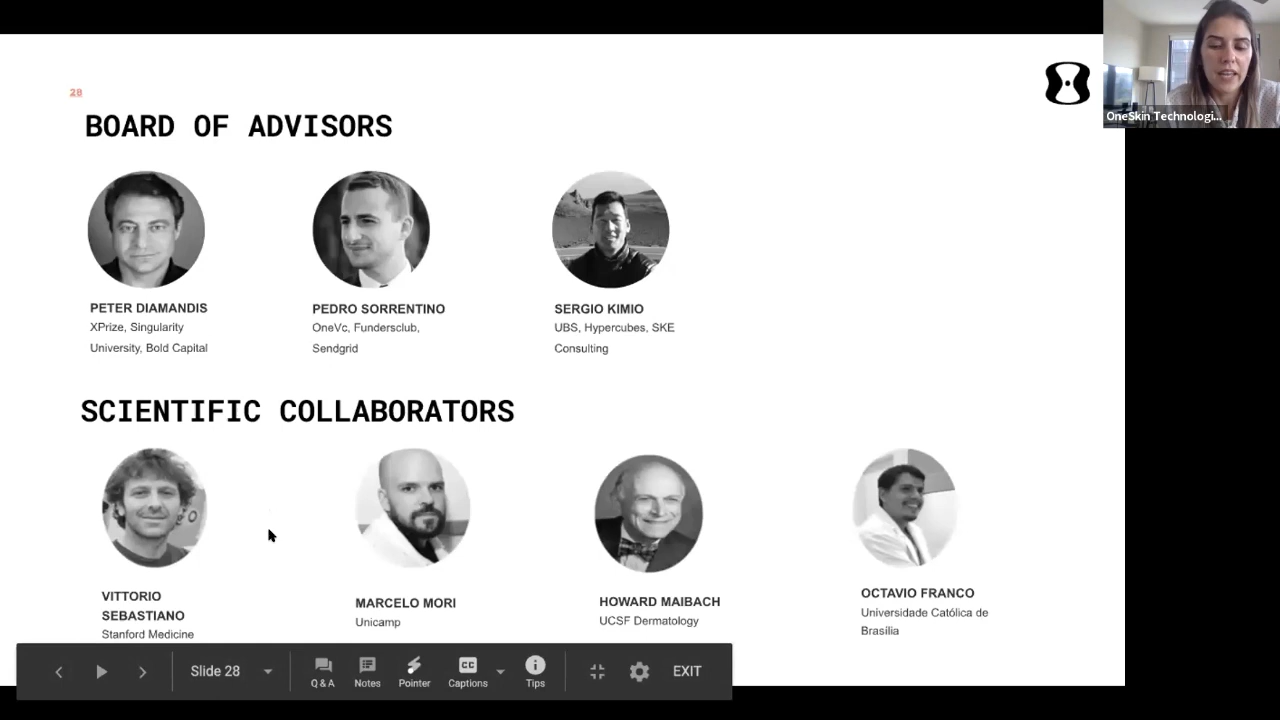 28
BOARD OF ADVISORS
PETER DIAMANDIS
XPrize, Singularity
University, Bold Capital
PEDRO SORRENTINO
OneVc, Fundersclub,
Sendgrid
SERGIO KIMIO
UBS, Hypercubes, SKE
Consulting
SCIENTIFIC COLLABORATORS
VITTORIO
SEBASTIANO
Stanford Medicine
MARCELO MORI
Unicamp
HOWARD MAIBACH
UCSF Dermatology
OCTAVIO FRANCO
Universidade Católica de
Brasília
OneSkin Technologi...
Slide 28
Q & A
Notes
Pointer
CC
Captions
Tips
EXIT